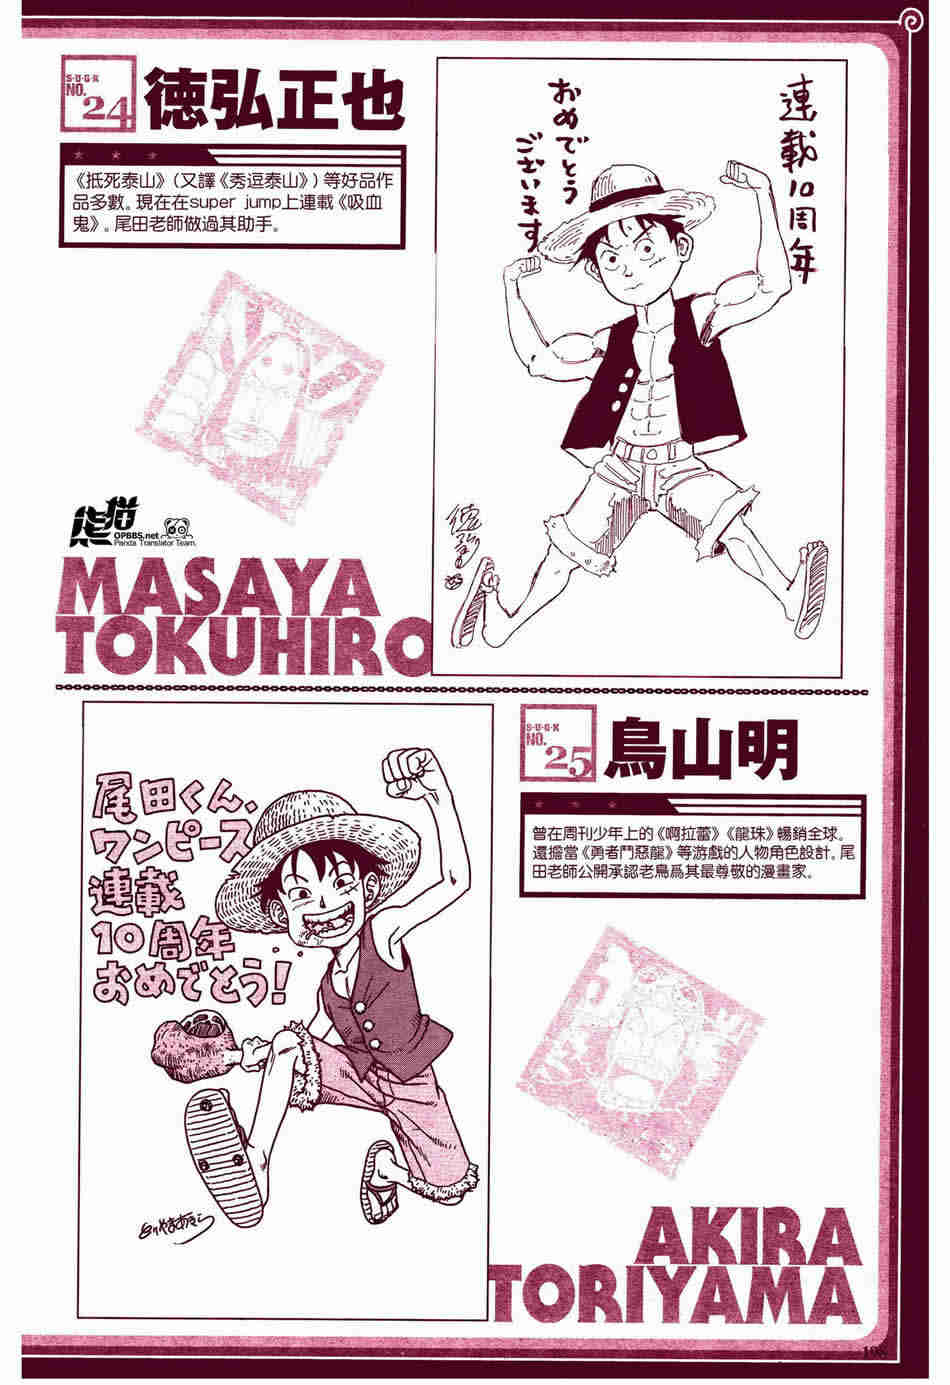 S·U·G·K
NO. 24
徳弘正也
《抵死泰山》(又譯《秀逗泰山》)等好品作
品多數。現在在super jump上連載《吸血
鬼》。尾田老師做過其助手。
連載10周年
おめでとう
ございます
熊猫
OPBBS.net
Panda Translator Team.
MASAYA
TOKUHIRO
S·U·G·K
NO. 25
鳥山明
曾在周刊少年上的《啊拉蕾》《龍珠》暢銷全球。
還擔當《勇者鬥惡龍》等游戲的人物角色設計。尾
田老師公開承認老鳥爲其最尊敬的漫畫家。
尾田くん、
ワンピース
連載
10周年
おめでとう!
とりやまあきら
AKIRA
TORIYAMA
198